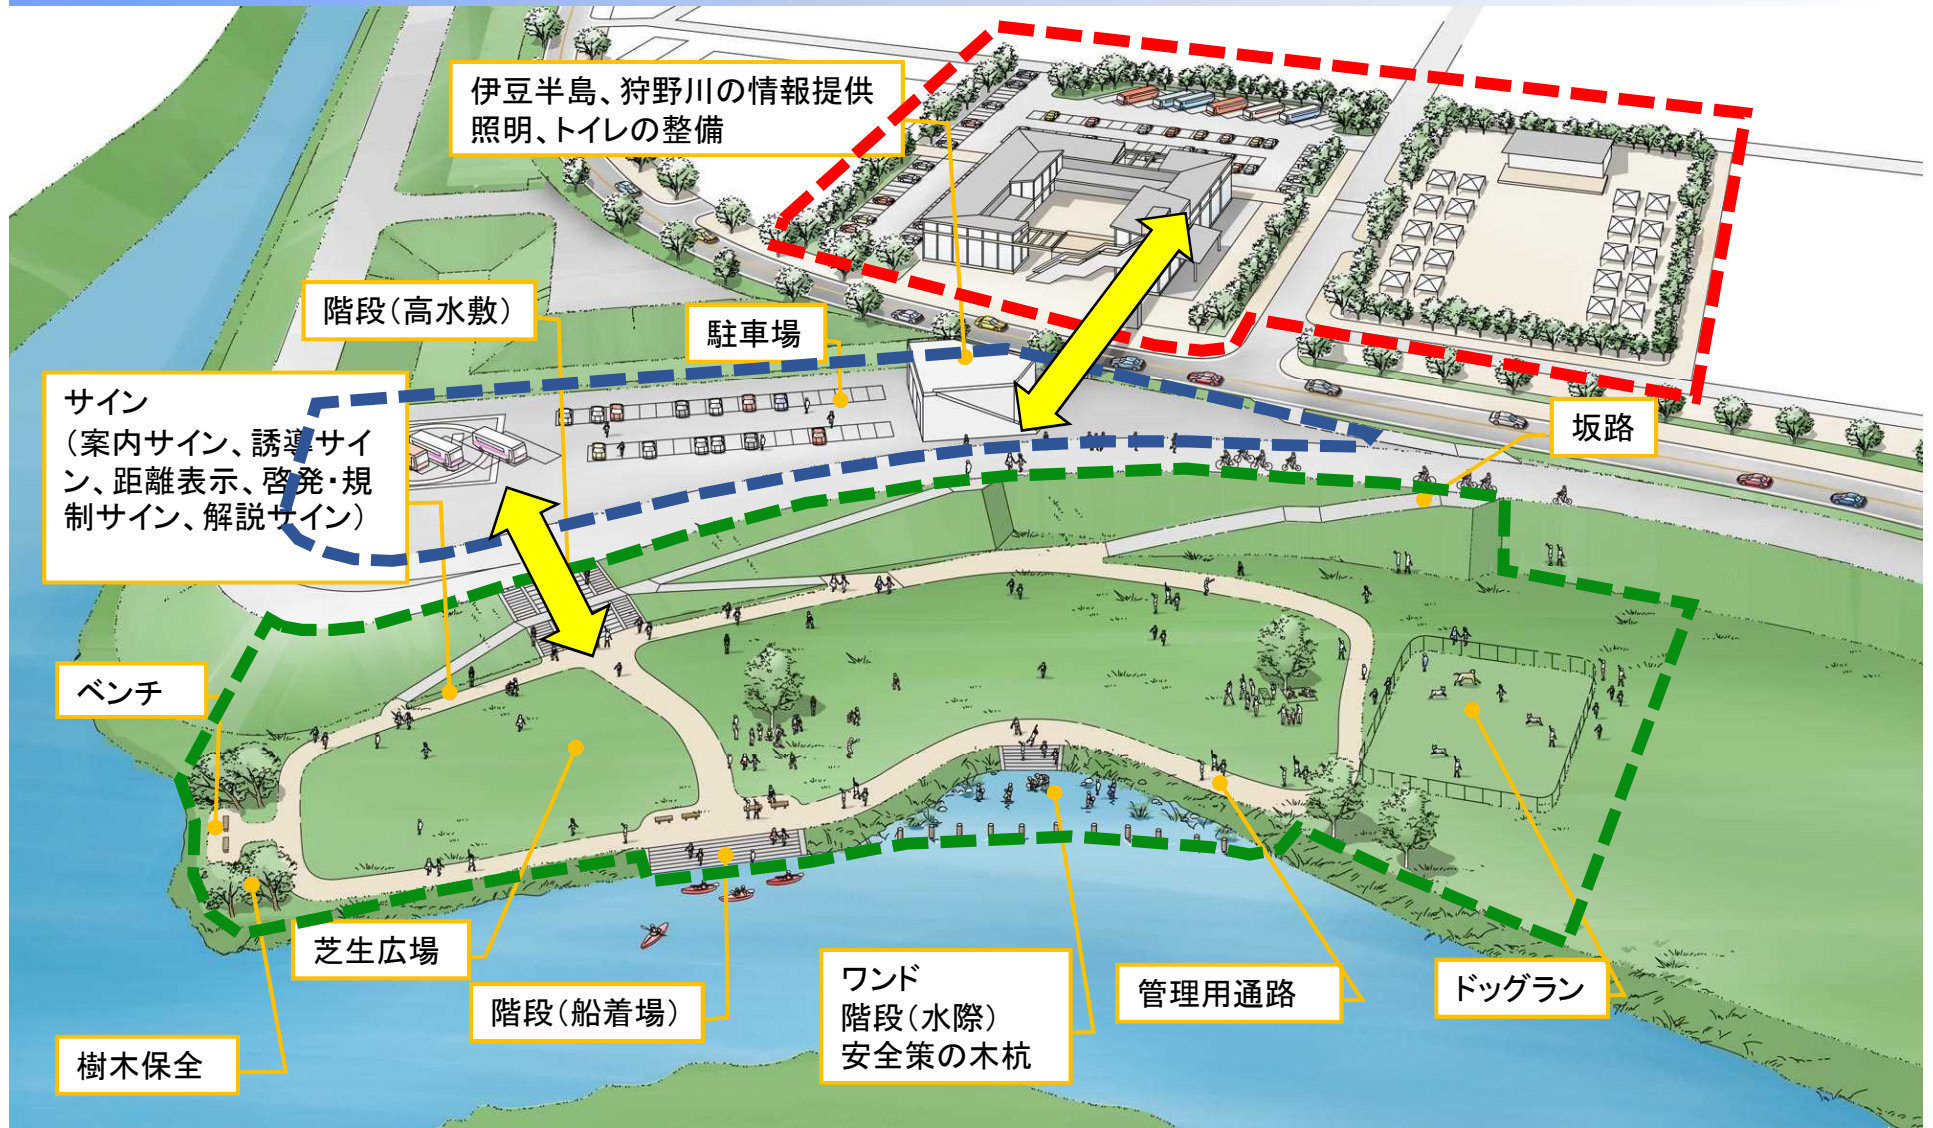 伊豆半島、狩野川の情報提供
照明、トイレの整備
階段(高水敷)
駐車場
サイン
(案内サイン、誘導サイ
ン、距離表示、啓発・規
制サイン、解説サイン)
坂路
ベンチ
芝生広場
階段(船着場)
ワンド
階段(水際)
安全策の木杭
管理用通路
ドッグラン
樹木保全